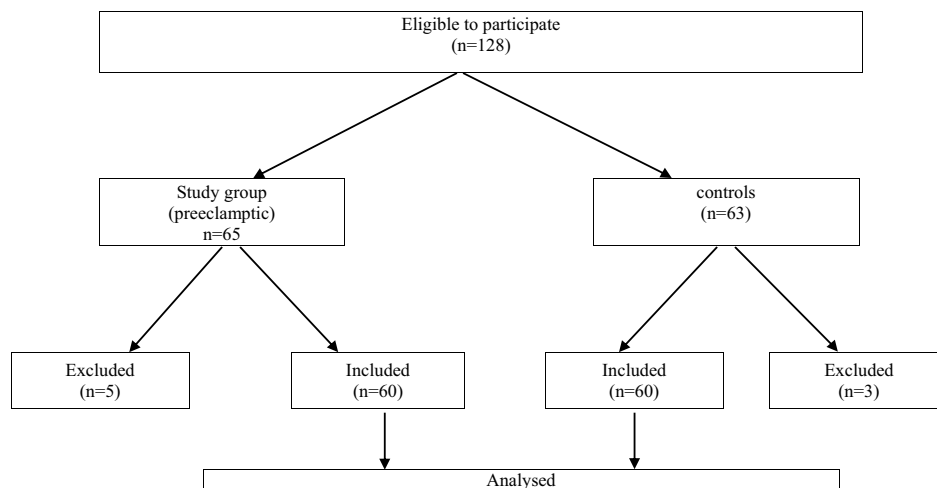 Eligible to participate
(n=128)
Study group
(preeclamptic)
n=65
controls
(n=63)
Excluded
(n=5)
Included
(n=60)
Included
(n=60)
Excluded
(n=3)
Analysed